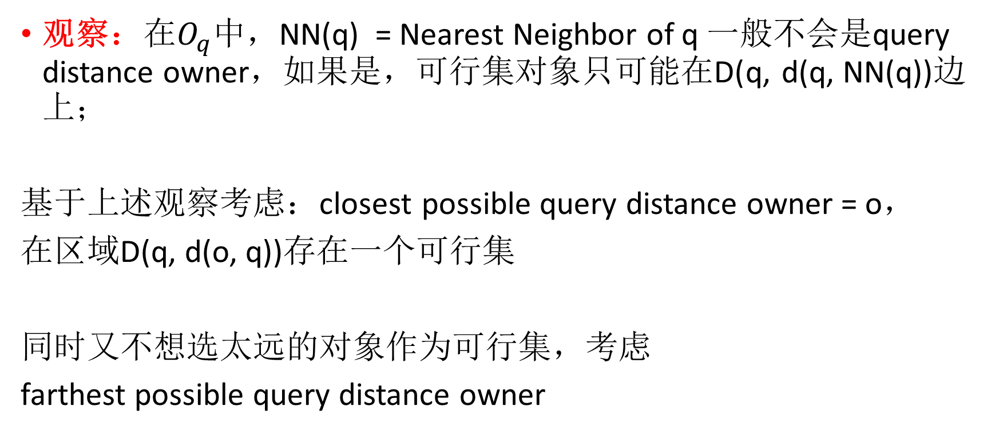 • 观察：在O_q中，NN(q) = Nearest Neighbor of q 一般不会是query
distance owner，如果是，可行集对象只可能在D(q, d(q, NN(q))边
上；
基于上述观察考虑：closest possible query distance owner = o，
在区域D(q, d(o, q))存在一个可行集
同时又不想选太远的对象作为可行集，考虑
farthest possible query distance owner